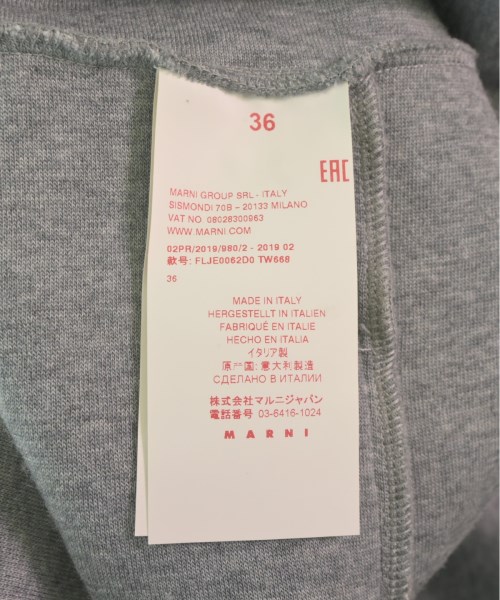 36
EAC
MARNI GROUP SRL - ITALY
SISMONDI 70B - 20133 MILANO
VAT NO. 08028300963
WWW.MARNI.COM
02PR/2019/980/2 - 2019 02
款号: FLJE0062D0 TW668
36
MADE IN ITALY
HERGESTELLT IN ITALIEN
FABRIQUÉ EN ITALIE
HECHO EN ITALIA
イタリア製
原产国: 意大利製造
СДЕЛАНО В ИТАЛИИ
株式会社マルニジャパン
電話番号 03-6416-1024
MARNI